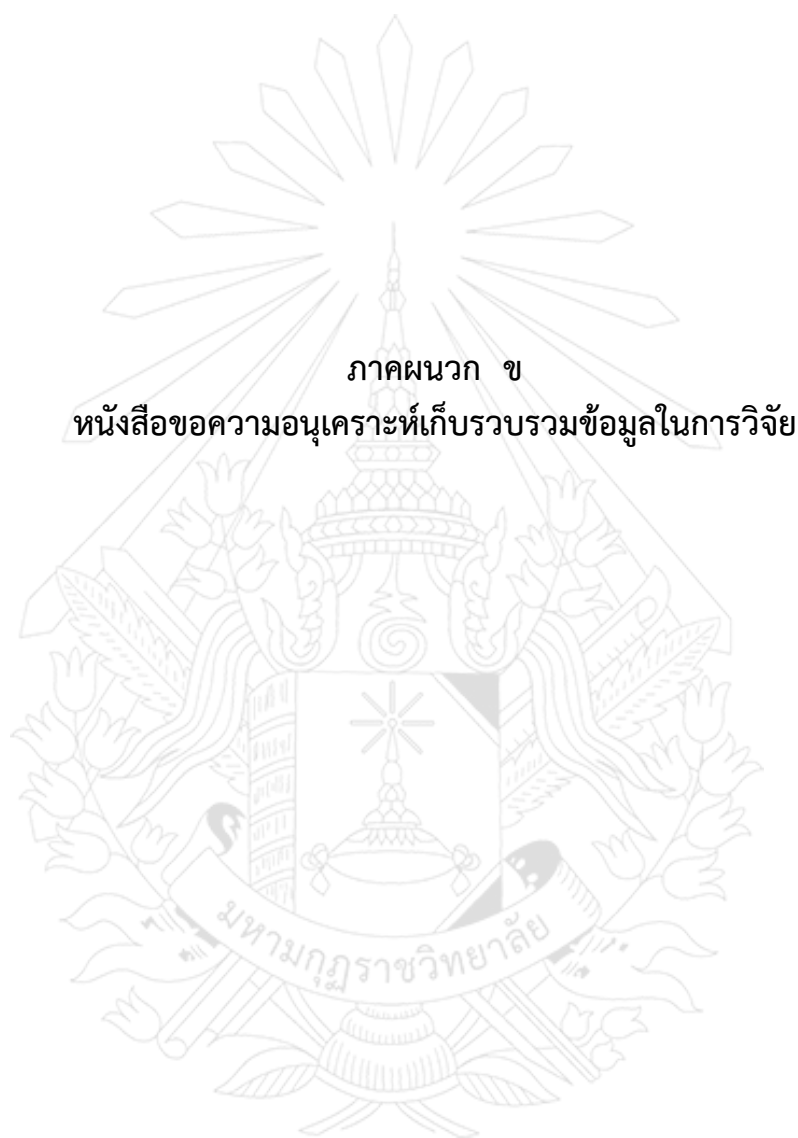 ภาคผนวก ข
หนังสือขอความอนุเคราะห์เก็บรวบรวมข้อมูลในการวิจัย
มหามกุฏราชวิทยาลัย